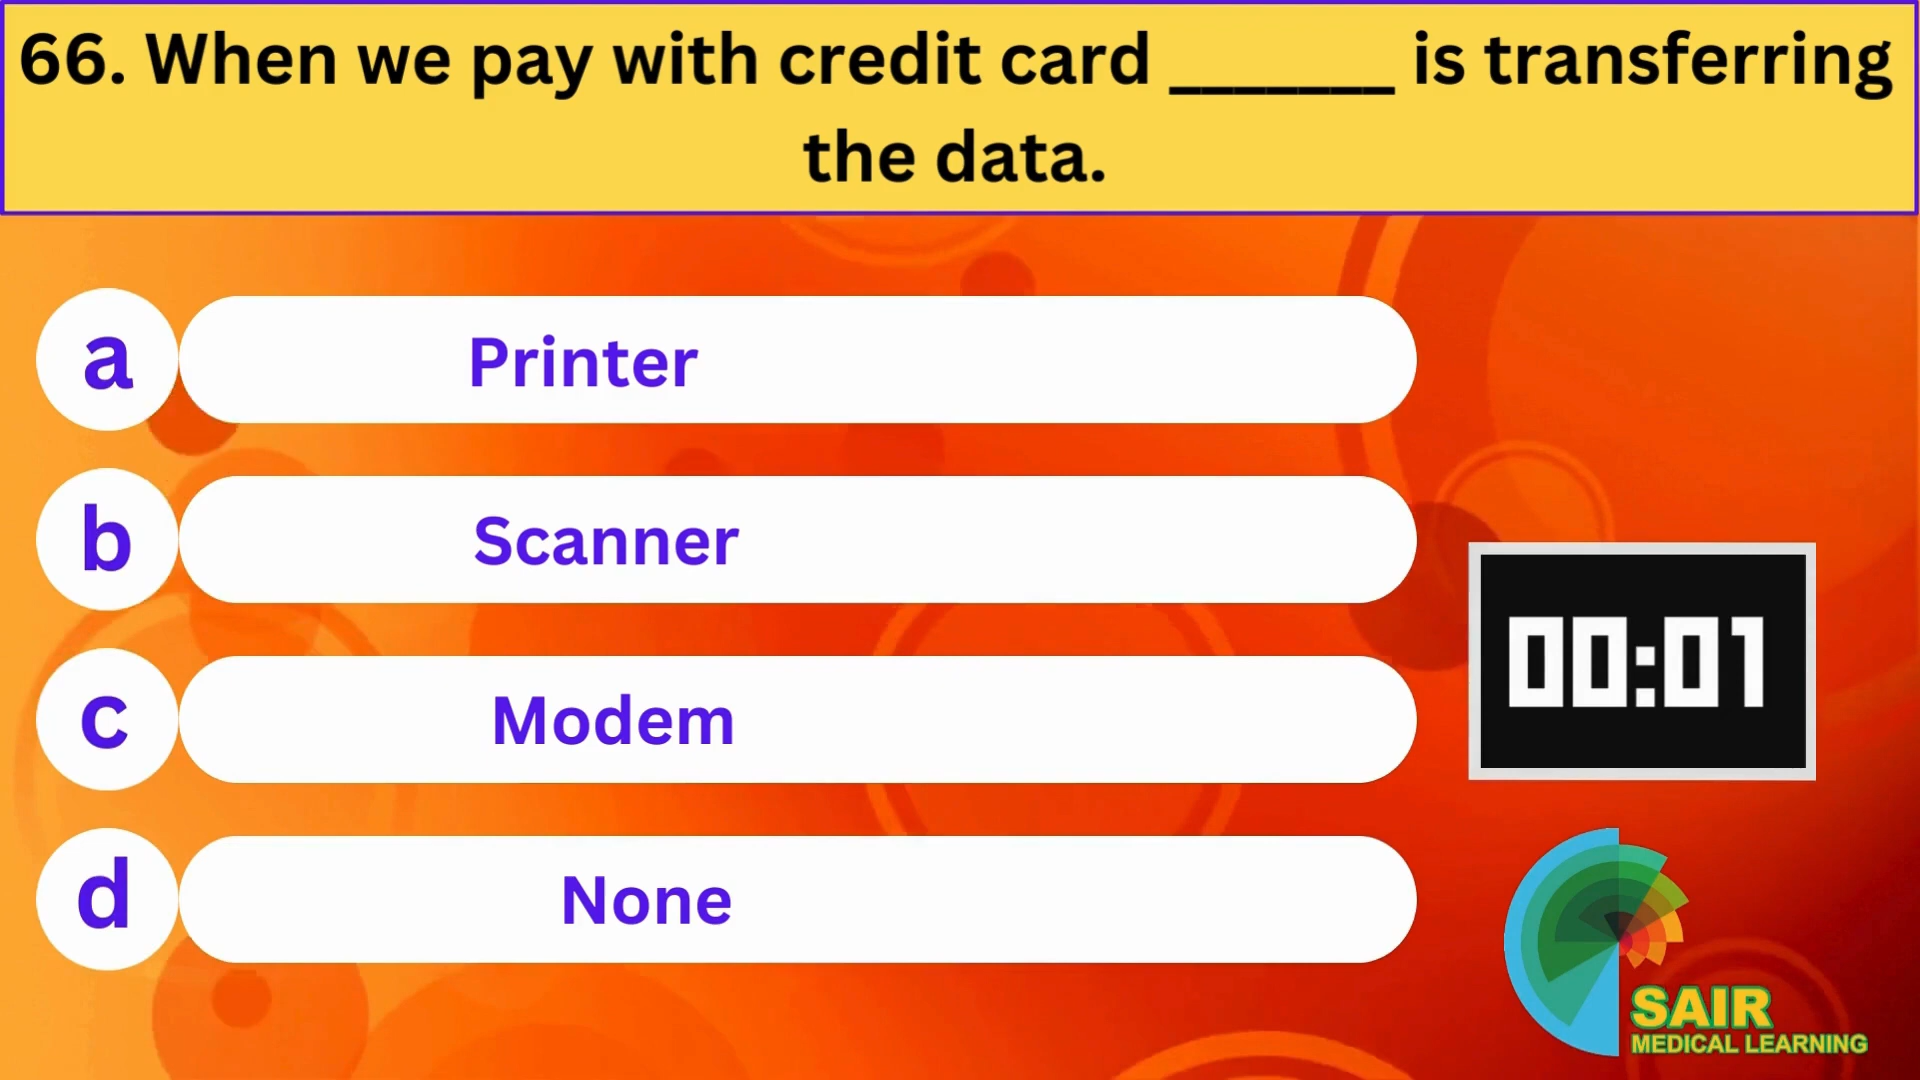 66. When we pay with credit card _______ is transferring
the data.
a Printer
b Scanner
c Modem
d None
00:01
SAIR
MEDICAL LEARNING